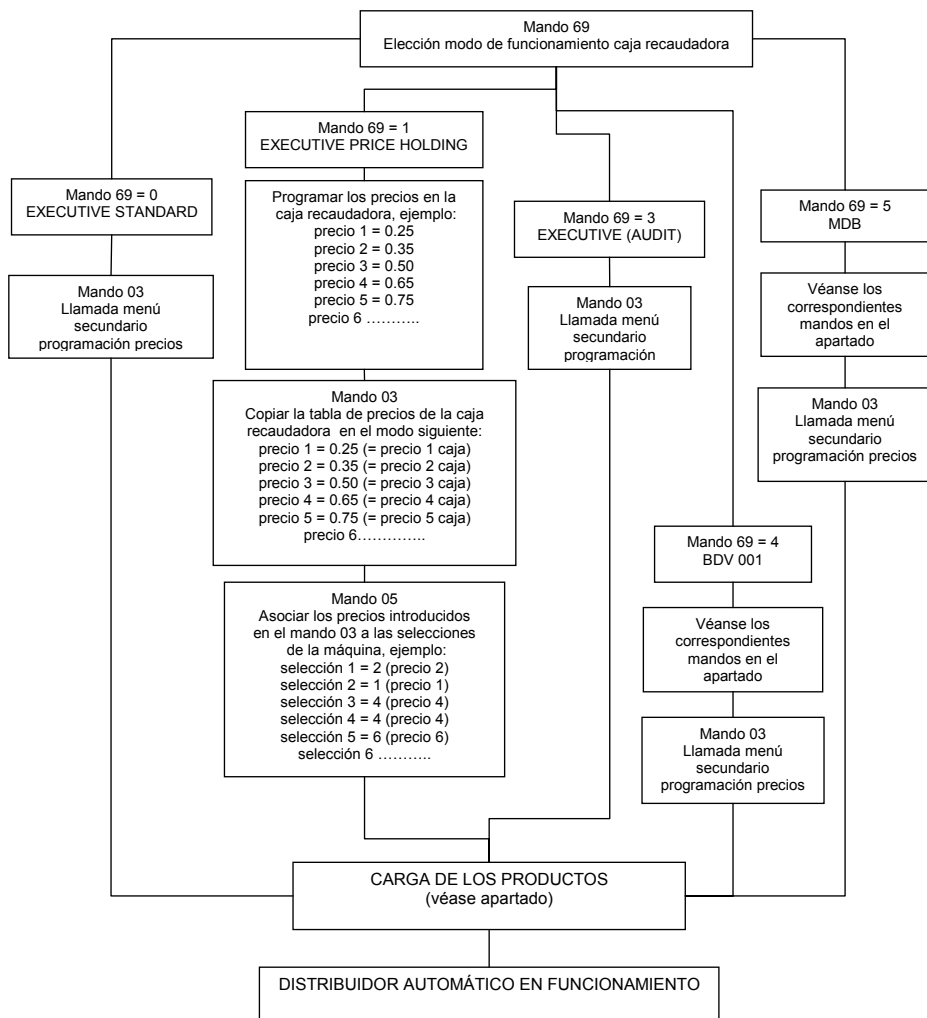 Mando 69
Elección modo de funcionamiento caja recaudadora
Mando 69 = 0
EXECUTIVE STANDARD
Mando 03
Llamada menú
secundario
programación precios
Mando 69 = 1
EXECUTIVE PRICE HOLDING
Programar los precios en la
caja recaudadora, ejemplo:
precio 1 = 0.25
precio 2 = 0.35
precio 3 = 0.50
precio 4 = 0.65
precio 5 = 0.75
precio 6 ………..
Mando 03
Copiar la tabla de precios de la caja
recaudadora en el modo siguiente:
precio 1 = 0.25 (= precio 1 caja)
precio 2 = 0.35 (= precio 2 caja)
precio 3 = 0.50 (= precio 3 caja)
precio 4 = 0.65 (= precio 4 caja)
precio 5 = 0.75 (= precio 5 caja)
precio 6…………..
Mando 05
Asociar los precios introducidos
en el mando 03 a las selecciones
de la máquina, ejemplo:
selección 1 = 2 (precio 2)
selección 2 = 1 (precio 1)
selección 3 = 4 (precio 4)
selección 4 = 4 (precio 4)
selección 5 = 6 (precio 6)
selección 6 ………..
Mando 69 = 3
EXECUTIVE (AUDIT)
Mando 03
Llamada menú
secundario
programación
Mando 69 = 4
BDV 001
Véanse los
correspondientes
mandos en el
apartado
Mando 03
Llamada menú
secundario
programación precios
Mando 69 = 5
MDB
Véanse los
correspondientes
mandos en el
apartado
Mando 03
Llamada menú
secundario
programación precios
CARGA DE LOS PRODUCTOS
(véase apartado)
DISTRIBUIDOR AUTOMÁTICO EN FUNCIONAMIENTO